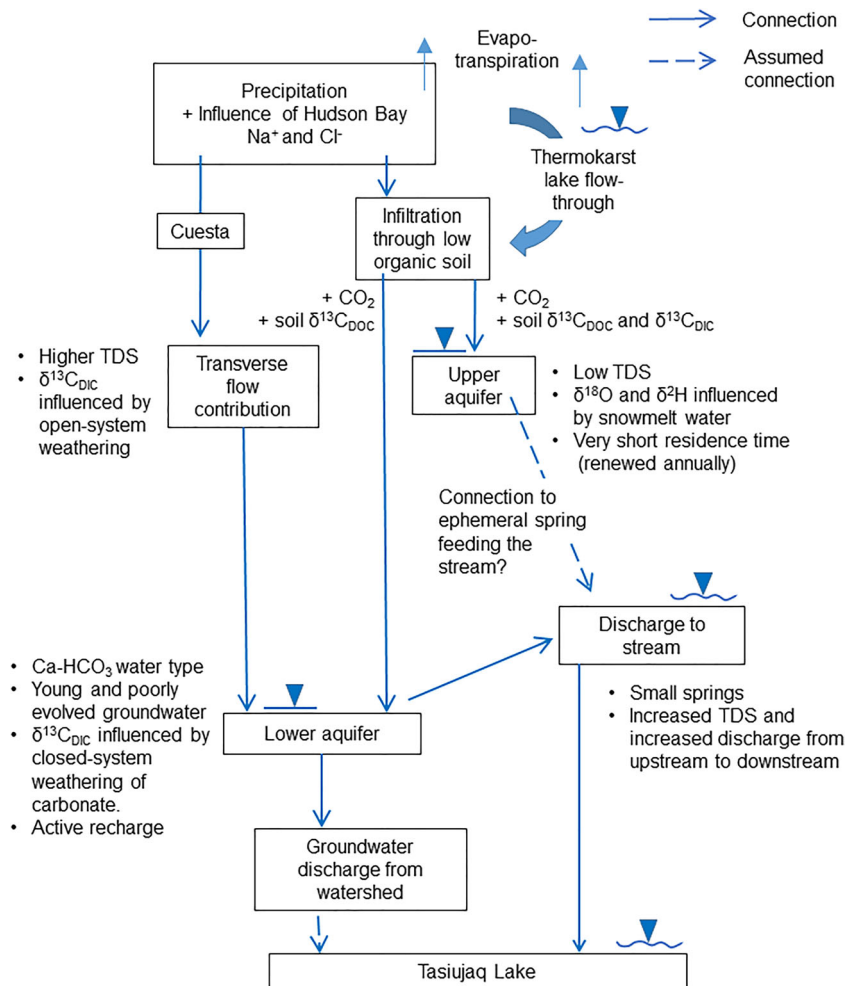 Connection
Assumed
connection
Evapo-
transpiration
Precipitation
+ Influence of Hudson Bay
Na⁺ and Cl⁻
Thermokarst
lake flow-
through
Cuesta
Infiltration
through low
organic soil
+ CO₂
+ soil δ¹³C_DOC
+ CO₂
+ soil δ¹³C_DOC and δ¹³C_DIC
• Higher TDS
• δ¹³C_DIC
influenced by
open-system
weathering
Transverse
flow
contribution
Upper
aquifer
• Low TDS
• δ¹⁸O and δ²H influenced
by snowmelt water
• Very short residence time
(renewed annually)
Connection to
ephemeral spring
feeding the
stream?
Discharge to
stream
• Small springs
• Increased TDS and
increased discharge from
upstream to downstream
• Ca-HCO₃ water type
• Young and poorly
evolved groundwater
• δ¹³C_DIC influenced by
closed-system
weathering of
carbonate.
• Active recharge
Lower aquifer
Groundwater
discharge from
watershed
Tasiujaq Lake